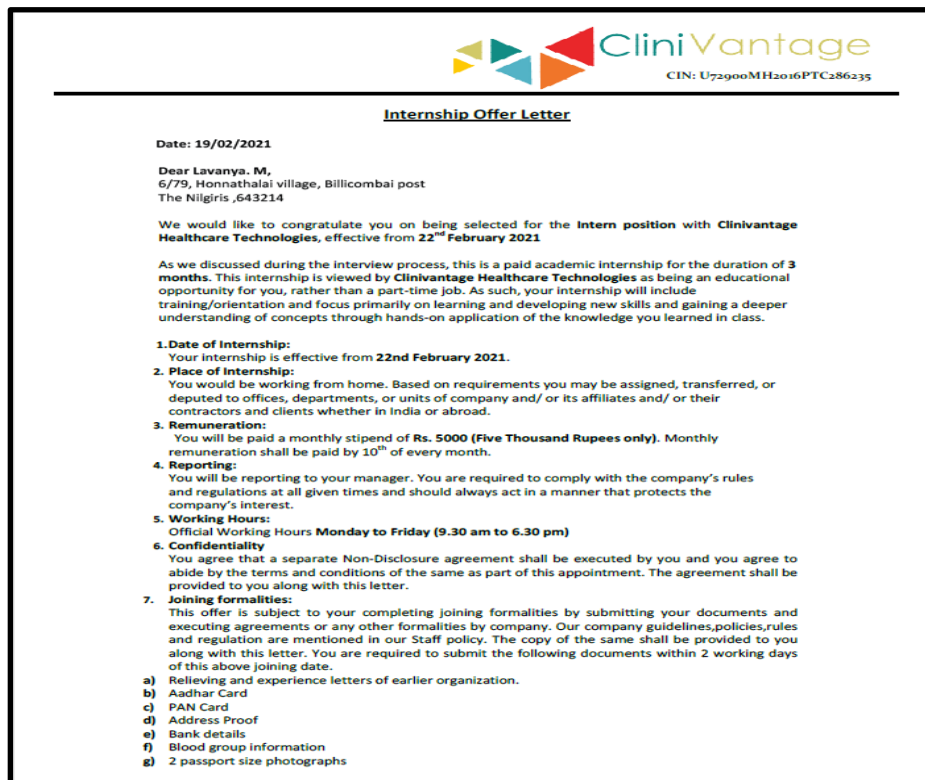 CliniVantage
CIN: U72900MH2016PTC286235
Internship Offer Letter
Date: 19/02/2021
Dear Lavanya. M,
6/79, Honnathalai village, Billicombai post
The Nilgiris ,643214
We would like to congratulate you on being selected for the Intern position with Clinivantage
Healthcare Technologies, effective from 22nd February 2021
As we discussed during the interview process, this is a paid academic internship for the duration of 3
months. This internship is viewed by Clinivantage Healthcare Technologies as being an educational
opportunity for you, rather than a part-time job. As such, your internship will include
training/orientation and focus primarily on learning and developing new skills and gaining a deeper
understanding of concepts through hands-on application of the knowledge you learned in class.
1.Date of Internship:
Your internship is effective from 22nd February 2021.
2. Place of Internship:
You would be working from home. Based on requirements you may be assigned, transferred, or
deputed to offices, departments, or units of company and/ or its affiliates and/ or their
contractors and clients whether in India or abroad.
3. Remuneration:
You will be paid a monthly stipend of Rs. 5000 (Five Thousand Rupees only). Monthly
remuneration shall be paid by 10th of every month.
4. Reporting:
You will be reporting to your manager. You are required to comply with the company’s rules
and regulations at all given times and should always act in a manner that protects the
company’s interest.
5. Working Hours:
Official Working Hours Monday to Friday (9.30 am to 6.30 pm)
6. Confidentiality
You agree that a separate Non-Disclosure agreement shall be executed by you and you agree to
abide by the terms and conditions of the same as part of this appointment. The agreement shall be
provided to you along with this letter.
7. Joining formalities:
This offer is subject to your completing joining formalities by submitting your documents and
executing agreements or any other formalities by company. Our company guidelines,policies,rules
and regulation are mentioned in our Staff policy. The copy of the same shall be provided to you
along with this letter. You are required to submit the following documents within 2 working days
of this above joining date.
a) Relieving and experience letters of earlier organization.
b) Aadhar Card
c) PAN Card
d) Address Proof
e) Bank details
f) Blood group information
g) 2 passport size photographs